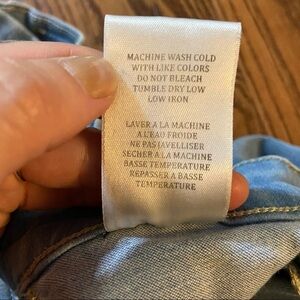 MACHINE WASH COLD
WITH LIKE COLORS
DO NOT BLEACH
TUMBLE DRY LOW
LOW IRON
LAVER A LA MACHINE
A L'EAU FROIDE
NE PAS JAVELLISER
SECHER A LA MACHINE
BASSE TEMPERATURE
REPASSER A BASSE
TEMPERATURE